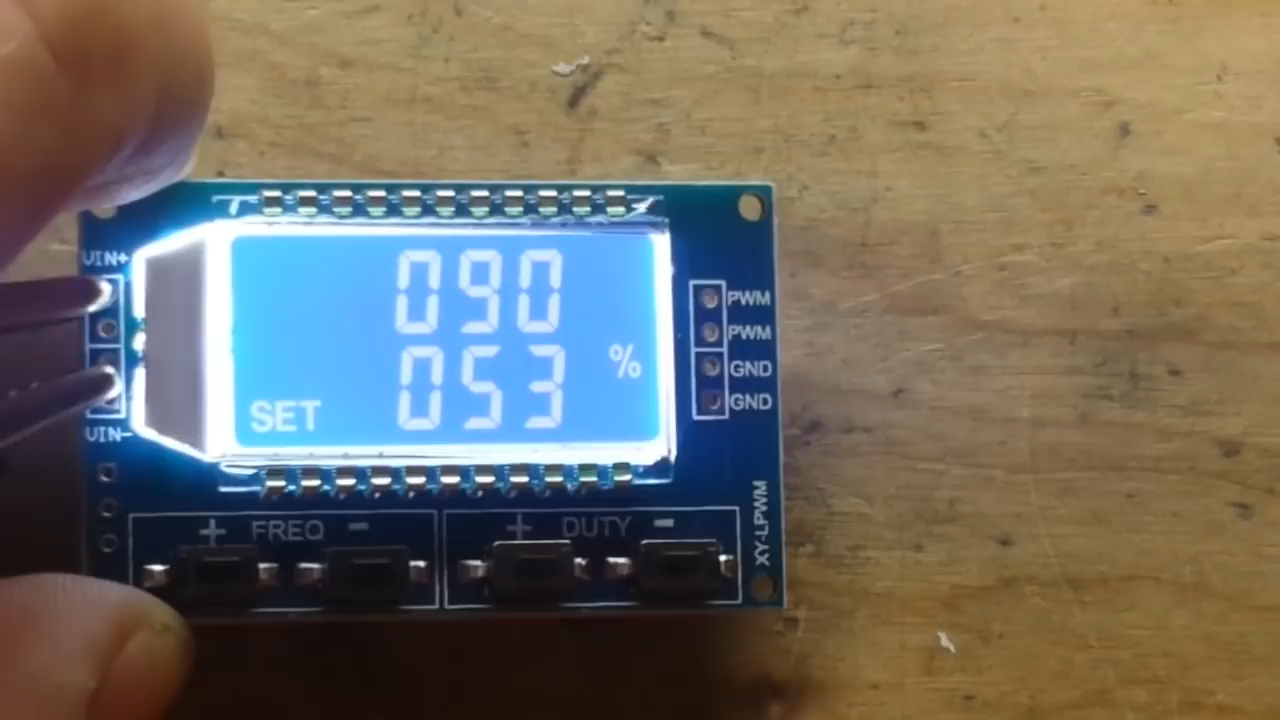 VIN+
090
053 %
SET
VIN-
PWM
PWM
GND
GND
+ FREQ -
+ DUTY -
XY-LPWM